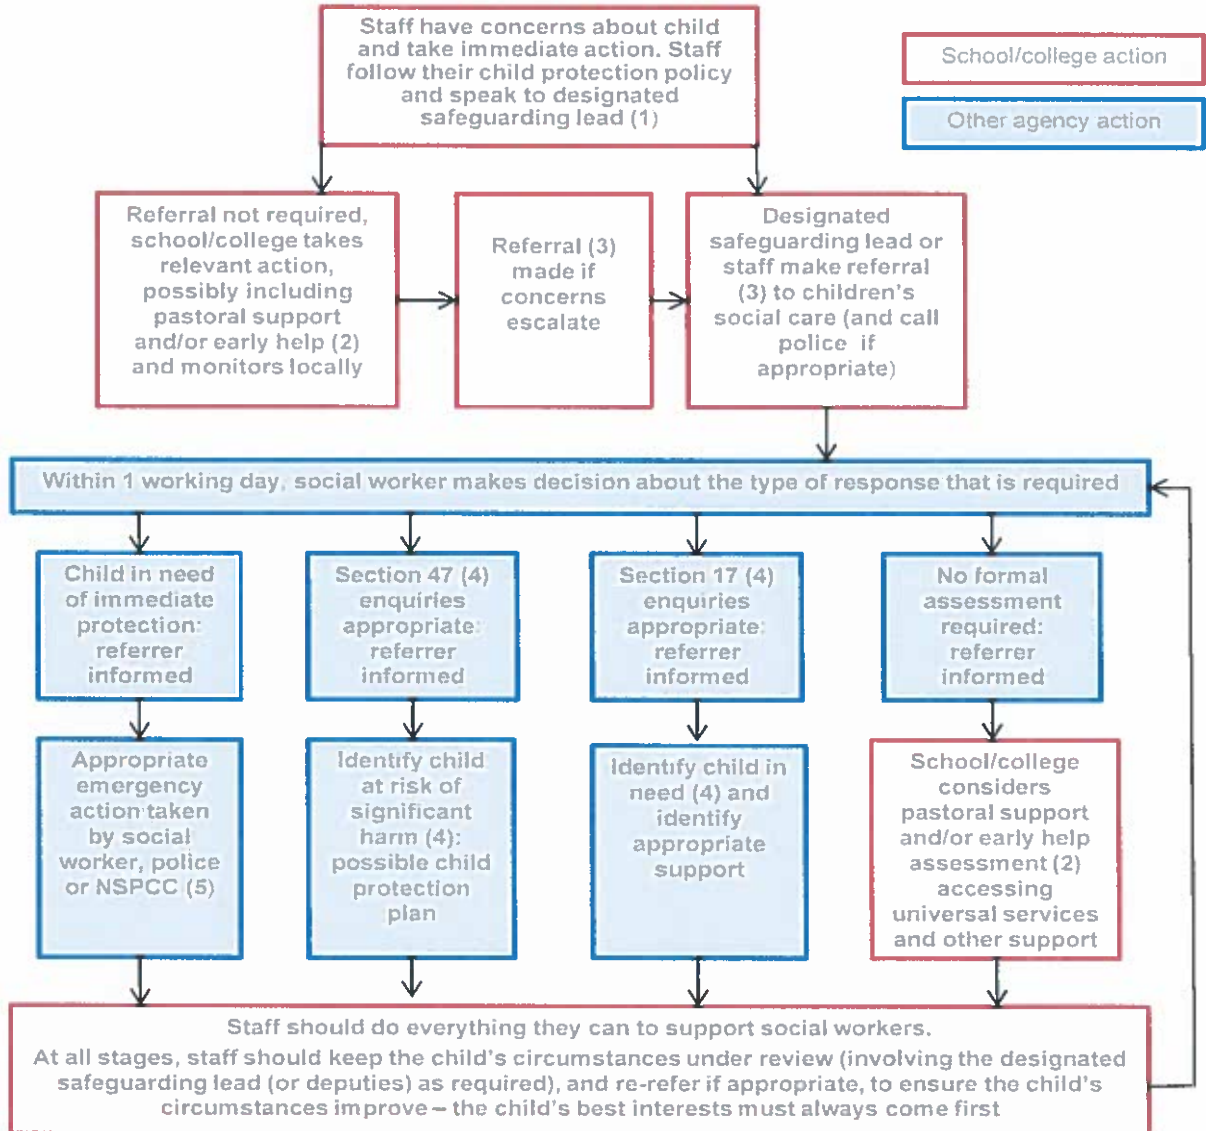 Staff have concerns about child
and take immediate action. Staff
follow their child protection policy
and speak to designated
safeguarding lead (1)
School/college action
Other agency action
Referral not required,
school/college takes
relevant action,
possibly including
pastoral support
and/or early help (2)
and monitors locally
Referral (3)
made if
concerns
escalate
Designated
safeguarding lead or
staff make referral
(3) to children's
social care (and call
police if
appropriate)
Within 1 working day, social worker makes decision about the type of response that is required
Child in need
of immediate
protection:
referrer
informed
Section 47 (4)
enquiries
appropriate:
referrer
informed
Section 17 (4)
enquiries
appropriate:
referrer
informed
No formal
assessment
required:
referrer
informed
Appropriate
emergency
action taken
by social
worker, police
or NSPCC (5)
Identify child
at risk of
significant
harm (4):
possible child
protection
plan
Identify child in
need (4) and
identify
appropriate
support
School/college
considers
pastoral support
and/or early help
assessment (2)
accessing
universal services
and other support
Staff should do everything they can to support social workers.
At all stages, staff should keep the child's circumstances under review (involving the designated
safeguarding lead (or deputies) as required), and re-refer if appropriate, to ensure the child's
circumstances improve – the child's best interests must always come first